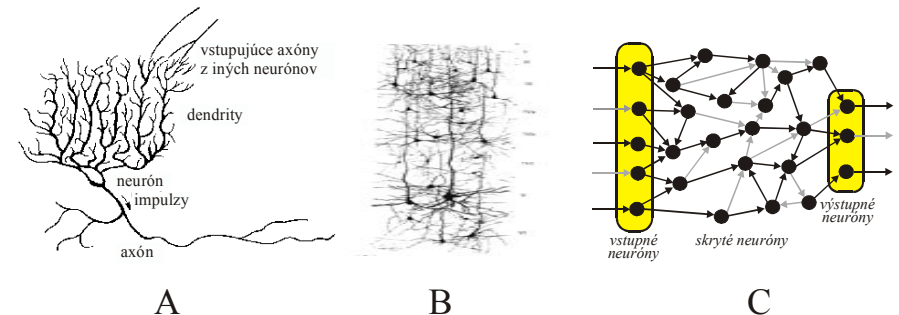 vstupujúce axóny
z iných neurónov
dendrity
neurón
impulzy
axón
vstupné
neuróny
skryté neuróny
výstupné
neuróny
A
B
C